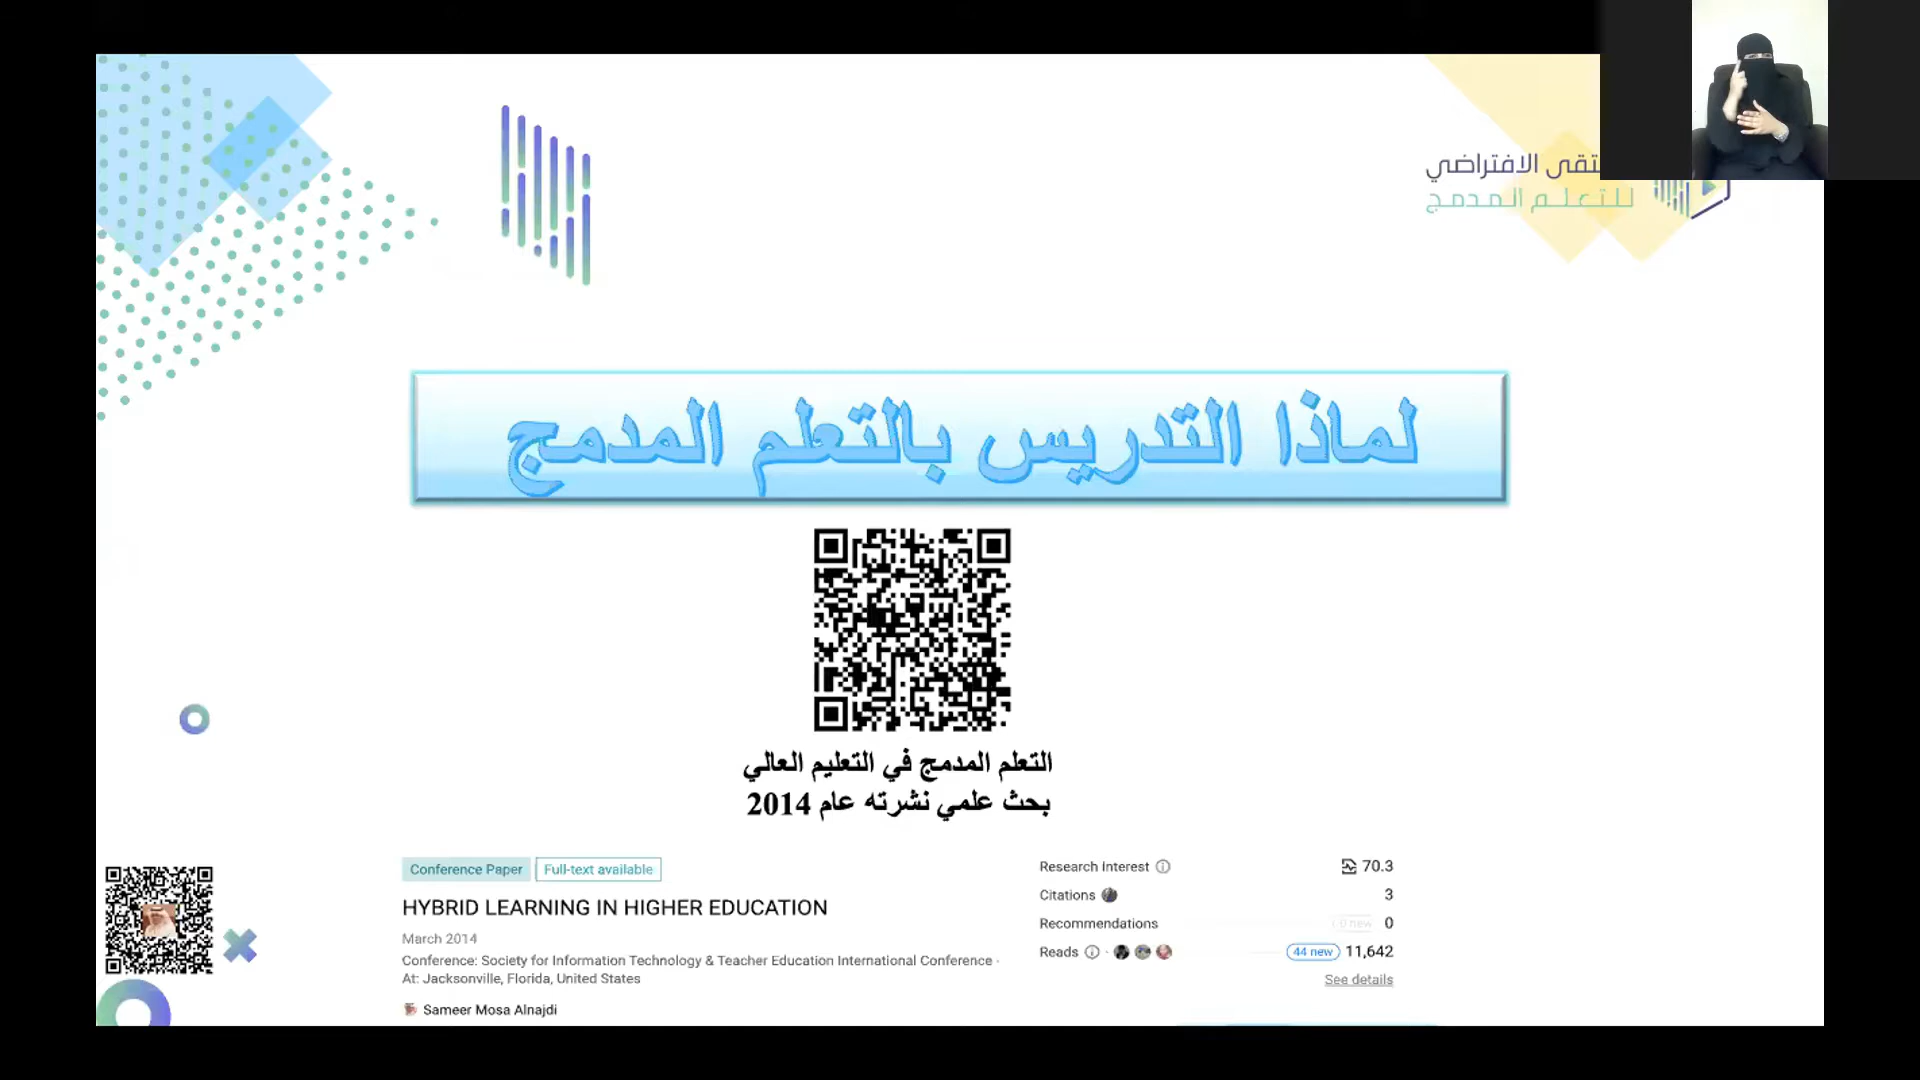 الافتراضي
للتعلم المدمج
لماذا التدريس بالتعلم المدمج
التعلم المدمج في التعليم العالي
بحث علمي نشرته عام 2014
Conference Paper Full-text available
HYBRID LEARNING IN HIGHER EDUCATION
March 2014
Conference: Society for Information Technology & Teacher Education International Conference ·
At: Jacksonville, Florida, United States
Sameer Mosa Alnajdi
Research Interest 70.3
Citations 3
Recommendations 0 new 0
Reads · 44 new 11,642
See details